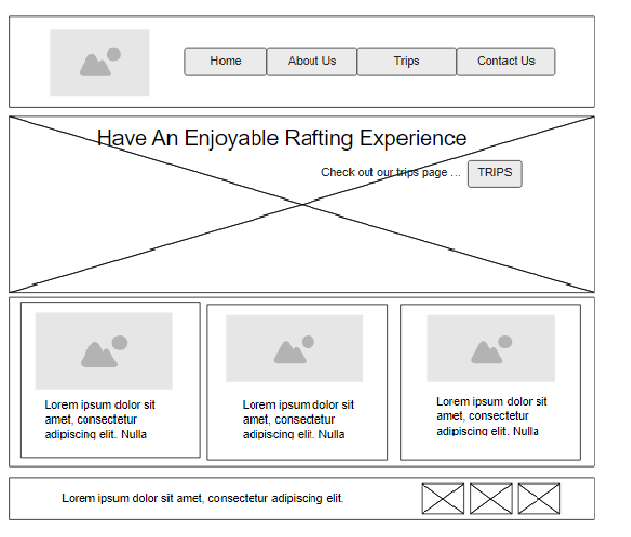 Home
About Us
Trips
Contact Us
Have An Enjoyable Rafting Experience
Check out our trips page ...
TRIPS
Lorem ipsum dolor sit
amet, consectetur
adipiscing elit. Nulla
Lorem ipsum dolor sit
amet, consectetur
adipiscing elit. Nulla
Lorem ipsum dolor sit
amet, consectetur
adipiscing elit. Nulla
Lorem ipsum dolor sit amet, consectetur adipiscing elit.